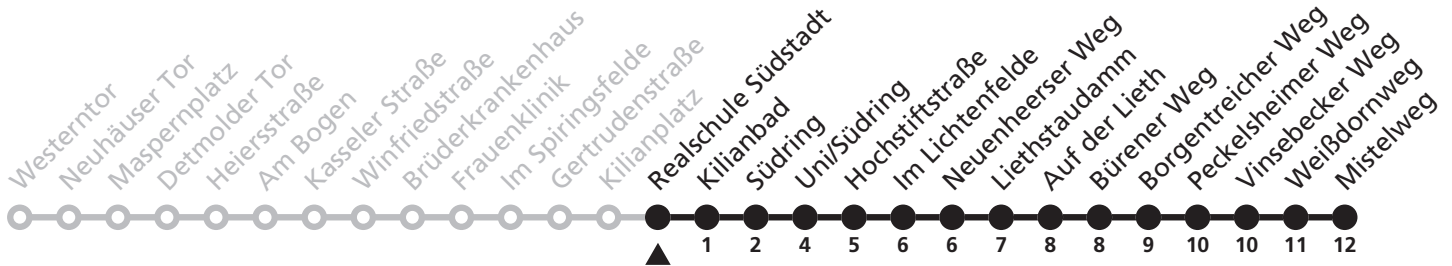 Westerntor
Neuhäuser Tor
Maspernplatz
Detmolder Tor
Heiersstraße
Am Bogen
Kasseler Straße
Winfriedstraße
Brüderkrankenhaus
Frauenklinik
Im Spiringsfelde
Gertrudenstraße
Kilianplatz
Realschule Südstadt
Kilianbad
Südring
Uni/Südring
Hochstiftstraße
Im Lichtenfelde
Neuenheerser Weg
Liethstaudamm
Auf der Lieth
Bürener Weg
Borgentreicher Weg
Peckelsheimer Weg
Vinsebecker Weg
Weißdornweg
Mistelweg
1 2 4 5 6 6 7 8 8 9 10 10 11 12